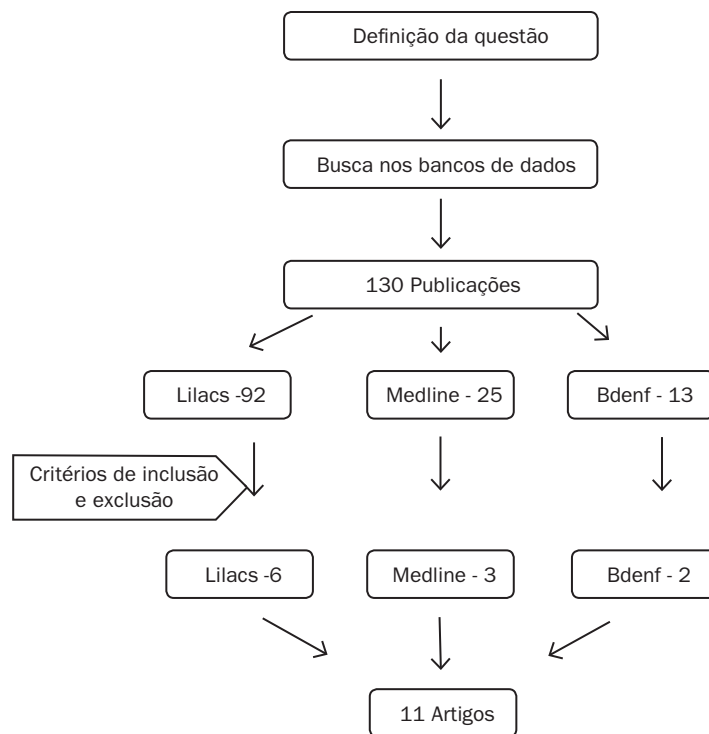 Definição da questão
Busca nos bancos de dados
130 Publicações
Lilacs -92
Medline - 25
Bdenf - 13
Critérios de inclusão
e exclusão
Lilacs -6
Medline - 3
Bdenf - 2
11 Artigos